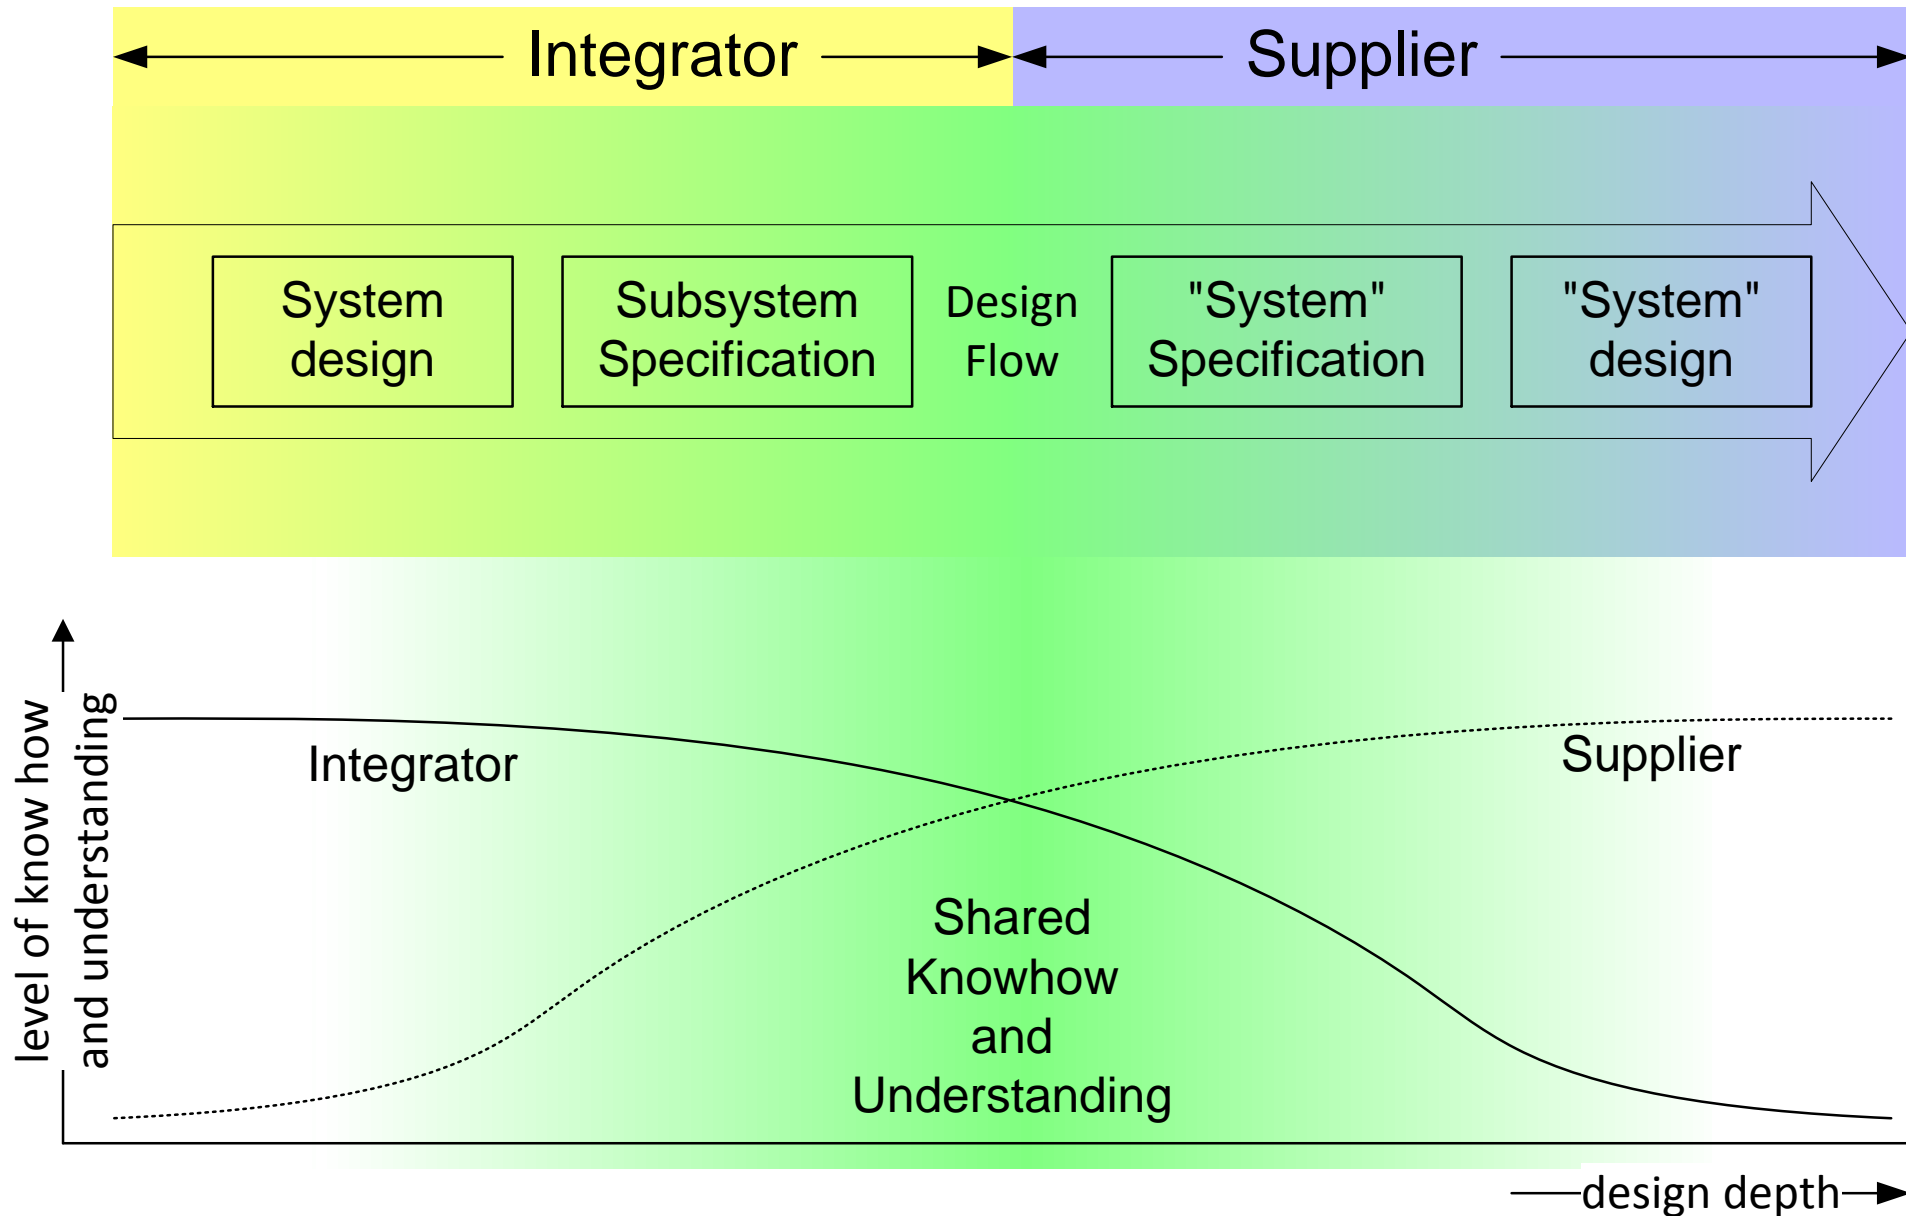 Integrator
Supplier
System
design
Subsystem
Specification
Design
Flow
"System"
Specification
"System"
design
level of know how
and understanding
Integrator
Supplier
Shared
Knowhow
and
Understanding
design depth